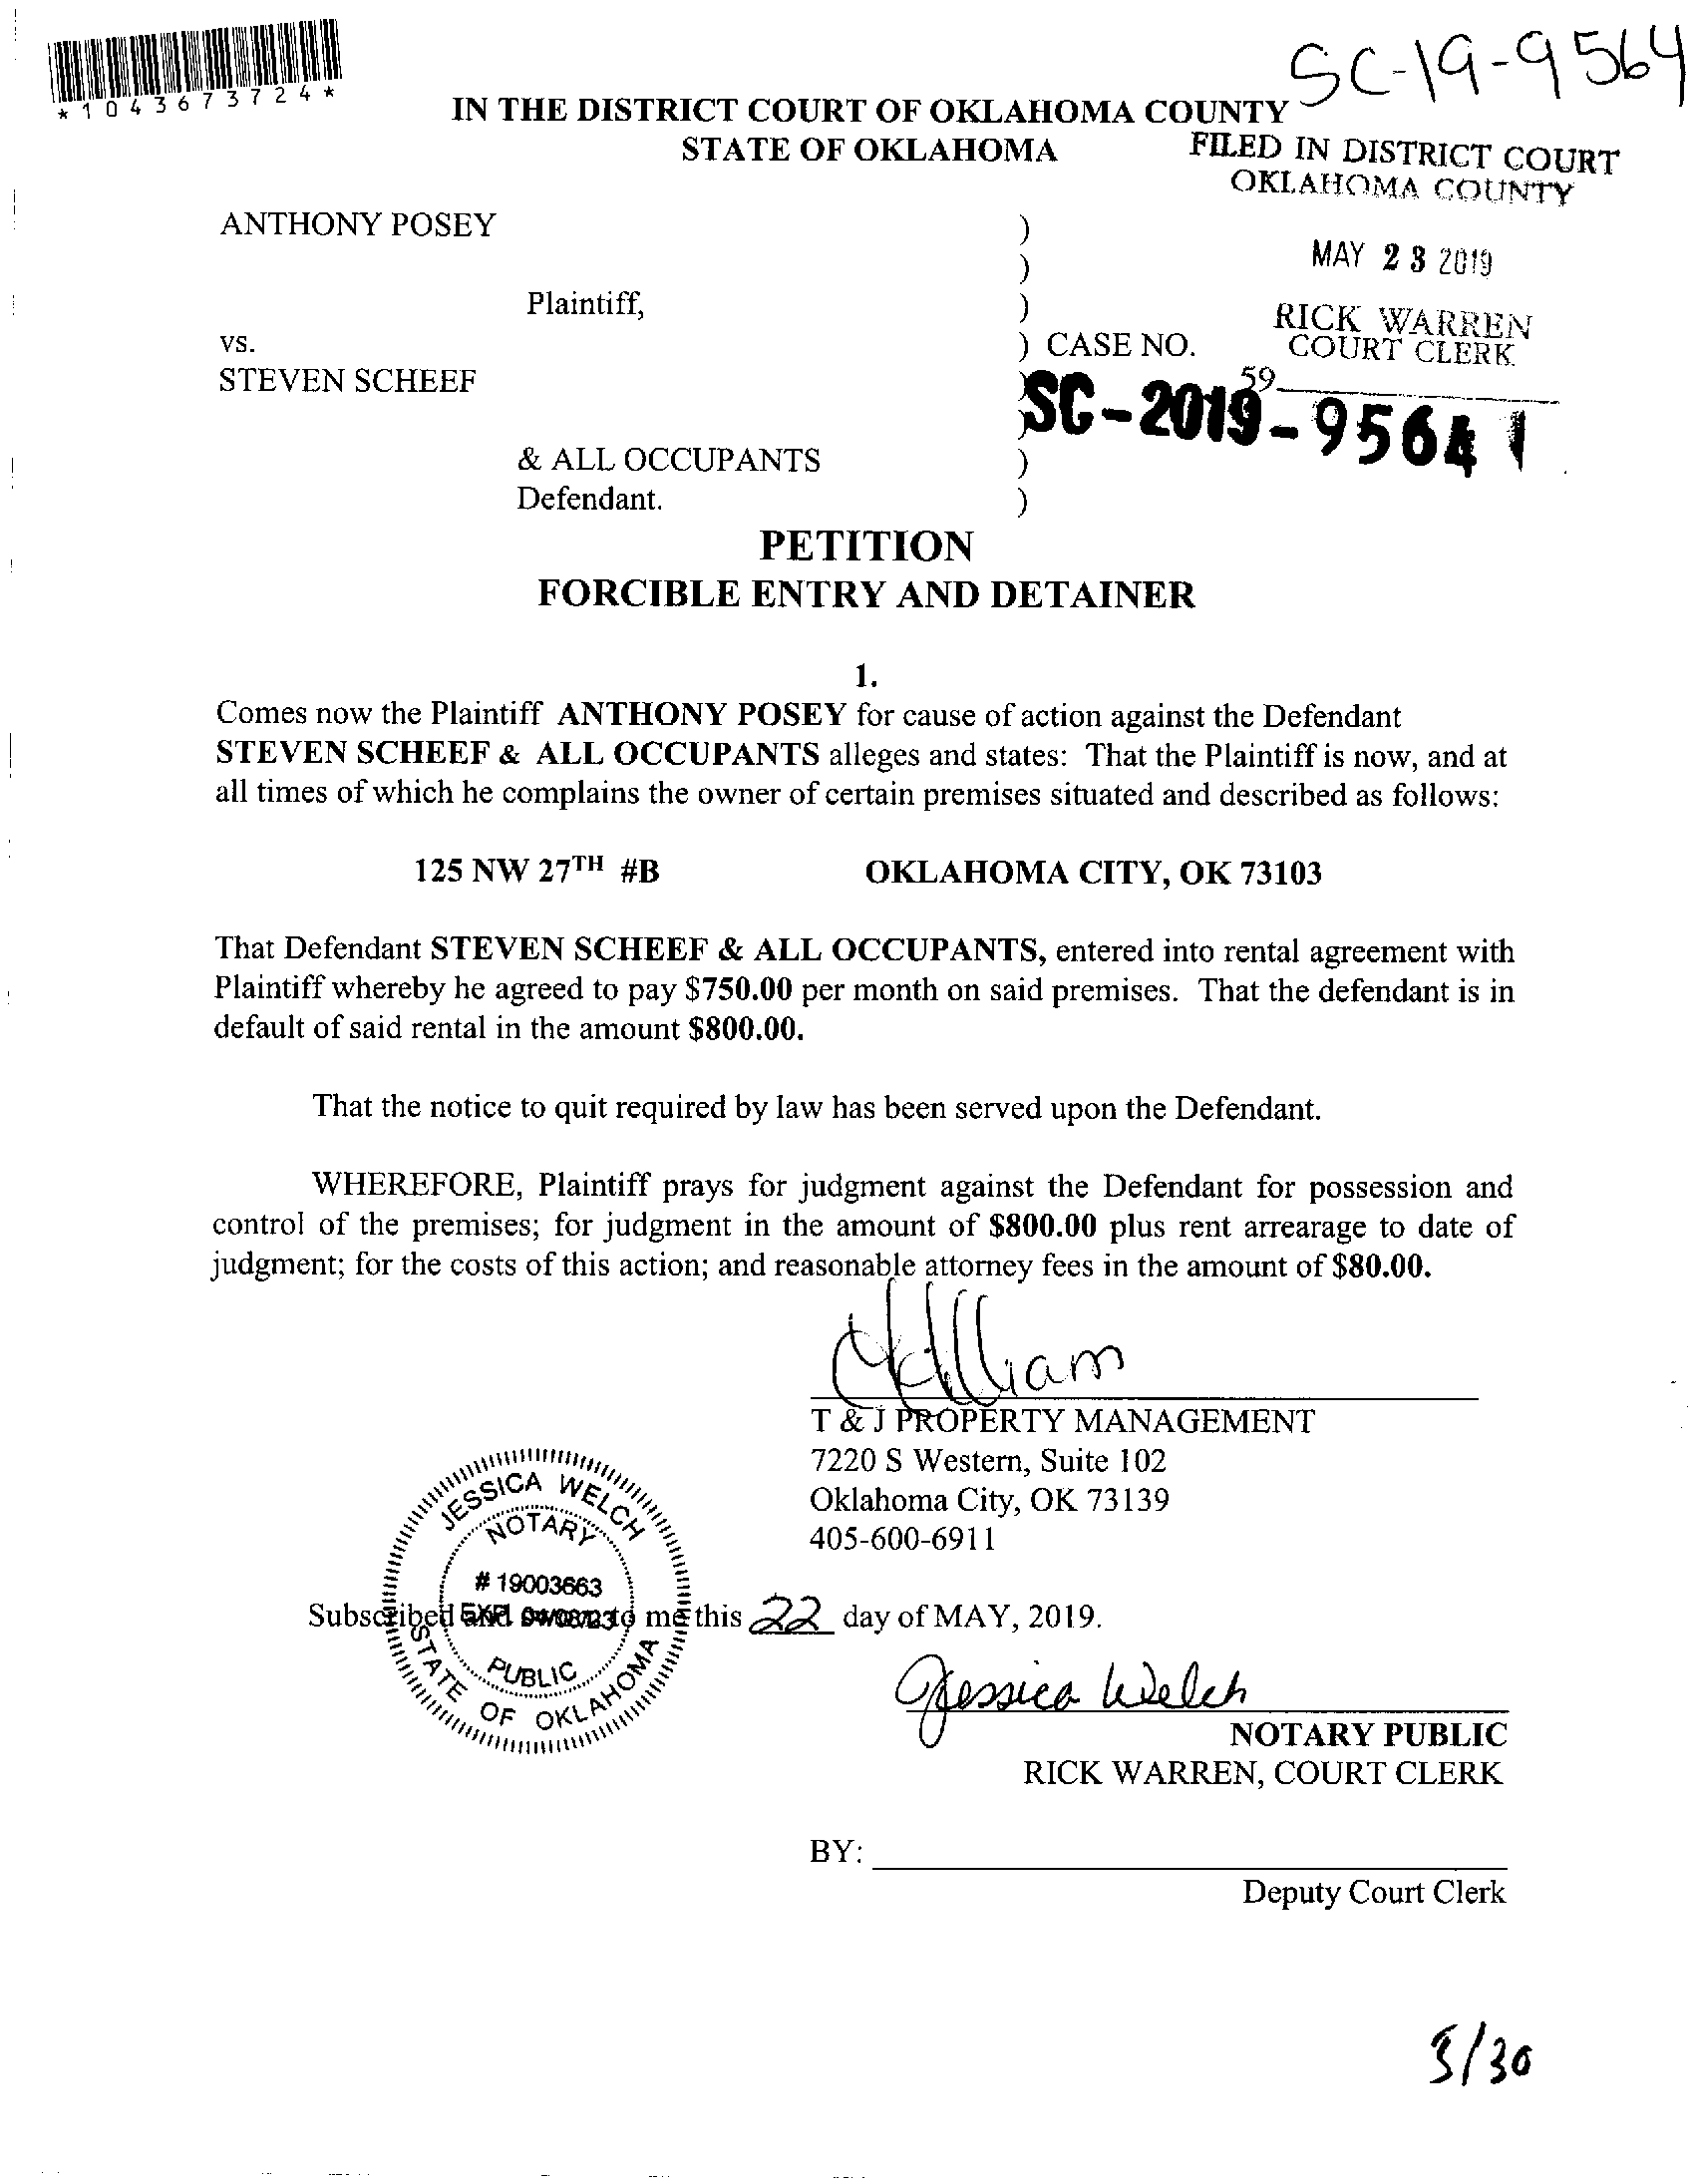 SC-19-9564
*1043673724*
IN THE DISTRICT COURT OF OKLAHOMA COUNTY
STATE OF OKLAHOMA
FILED IN DISTRICT COURT
OKLAHOMA COUNTY
ANTHONY POSEY )
)
MAY 23 2019
Plaintiff, )
RICK WARREN
vs. ) CASE NO.
COURT CLERK
STEVEN SCHEEF )
59
SC-2019-9564
& ALL OCCUPANTS )
Defendant. )
PETITION
FORCIBLE ENTRY AND DETAINER
1.
Comes now the Plaintiff ANTHONY POSEY for cause of action against the Defendant
STEVEN SCHEEF & ALL OCCUPANTS alleges and states: That the Plaintiff is now, and at
all times of which he complains the owner of certain premises situated and described as follows:
125 NW 27TH #B OKLAHOMA CITY, OK 73103
That Defendant STEVEN SCHEEF & ALL OCCUPANTS, entered into rental agreement with
Plaintiff whereby he agreed to pay $750.00 per month on said premises. That the defendant is in
default of said rental in the amount $800.00.
That the notice to quit required by law has been served upon the Defendant.
WHEREFORE, Plaintiff prays for judgment against the Defendant for possession and
control of the premises; for judgment in the amount of $800.00 plus rent arrearage to date of
judgment; for the costs of this action; and reasonable attorney fees in the amount of $80.00.
T & J PROPERTY MANAGEMENT
7220 S Western, Suite 102
Oklahoma City, OK 73139
405-600-6911
JESSICA WELCH
NOTARY
# 19003663
EXP. 04/08/23
PUBLIC
STATE OF OKLAHOMA
Subscribed and to me this 22 day of MAY, 2019.
Jessica Welch
NOTARY PUBLIC
RICK WARREN, COURT CLERK
BY:
Deputy Court Clerk
5/30